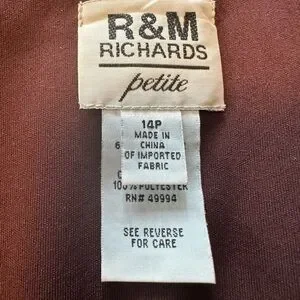 R&M
RICHARDS
petite
14P
MADE IN
CHINA
OF IMPORTED
FABRIC
100% POLYESTER
RN# 49994
SEE REVERSE
FOR CARE